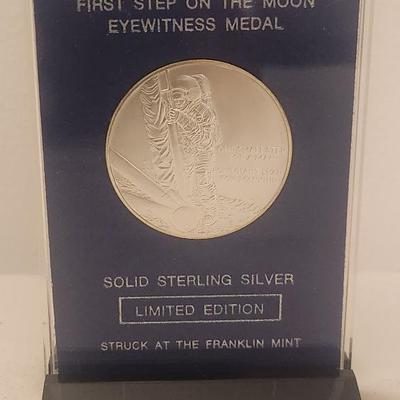 FIRST STEP ON THE MOON
EYEWITNESS MEDAL
SOLID STERLING SILVER
LIMITED EDITION
STRUCK AT THE FRANKLIN MINT